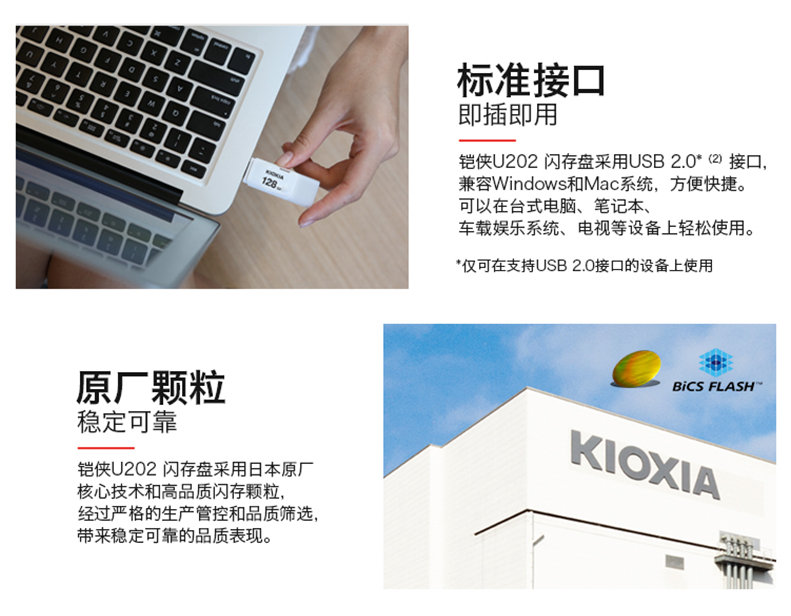 标准接口
即插即用
铠侠U202 闪存盘采用USB 2.0* (2) 接口,
兼容Windows和Mac系统，方便快捷。
可以在台式电脑、笔记本、
车载娱乐系统、电视等设备上轻松使用。
*仅可在支持USB 2.0接口的设备上使用
KIOXIA
128
原厂颗粒
稳定可靠
铠侠U202 闪存盘采用日本原厂
核心技术和高品质闪存颗粒，
经过严格的生产管控和品质筛选，
带来稳定可靠的品质表现。
BiCS FLASH™
KIOXIA